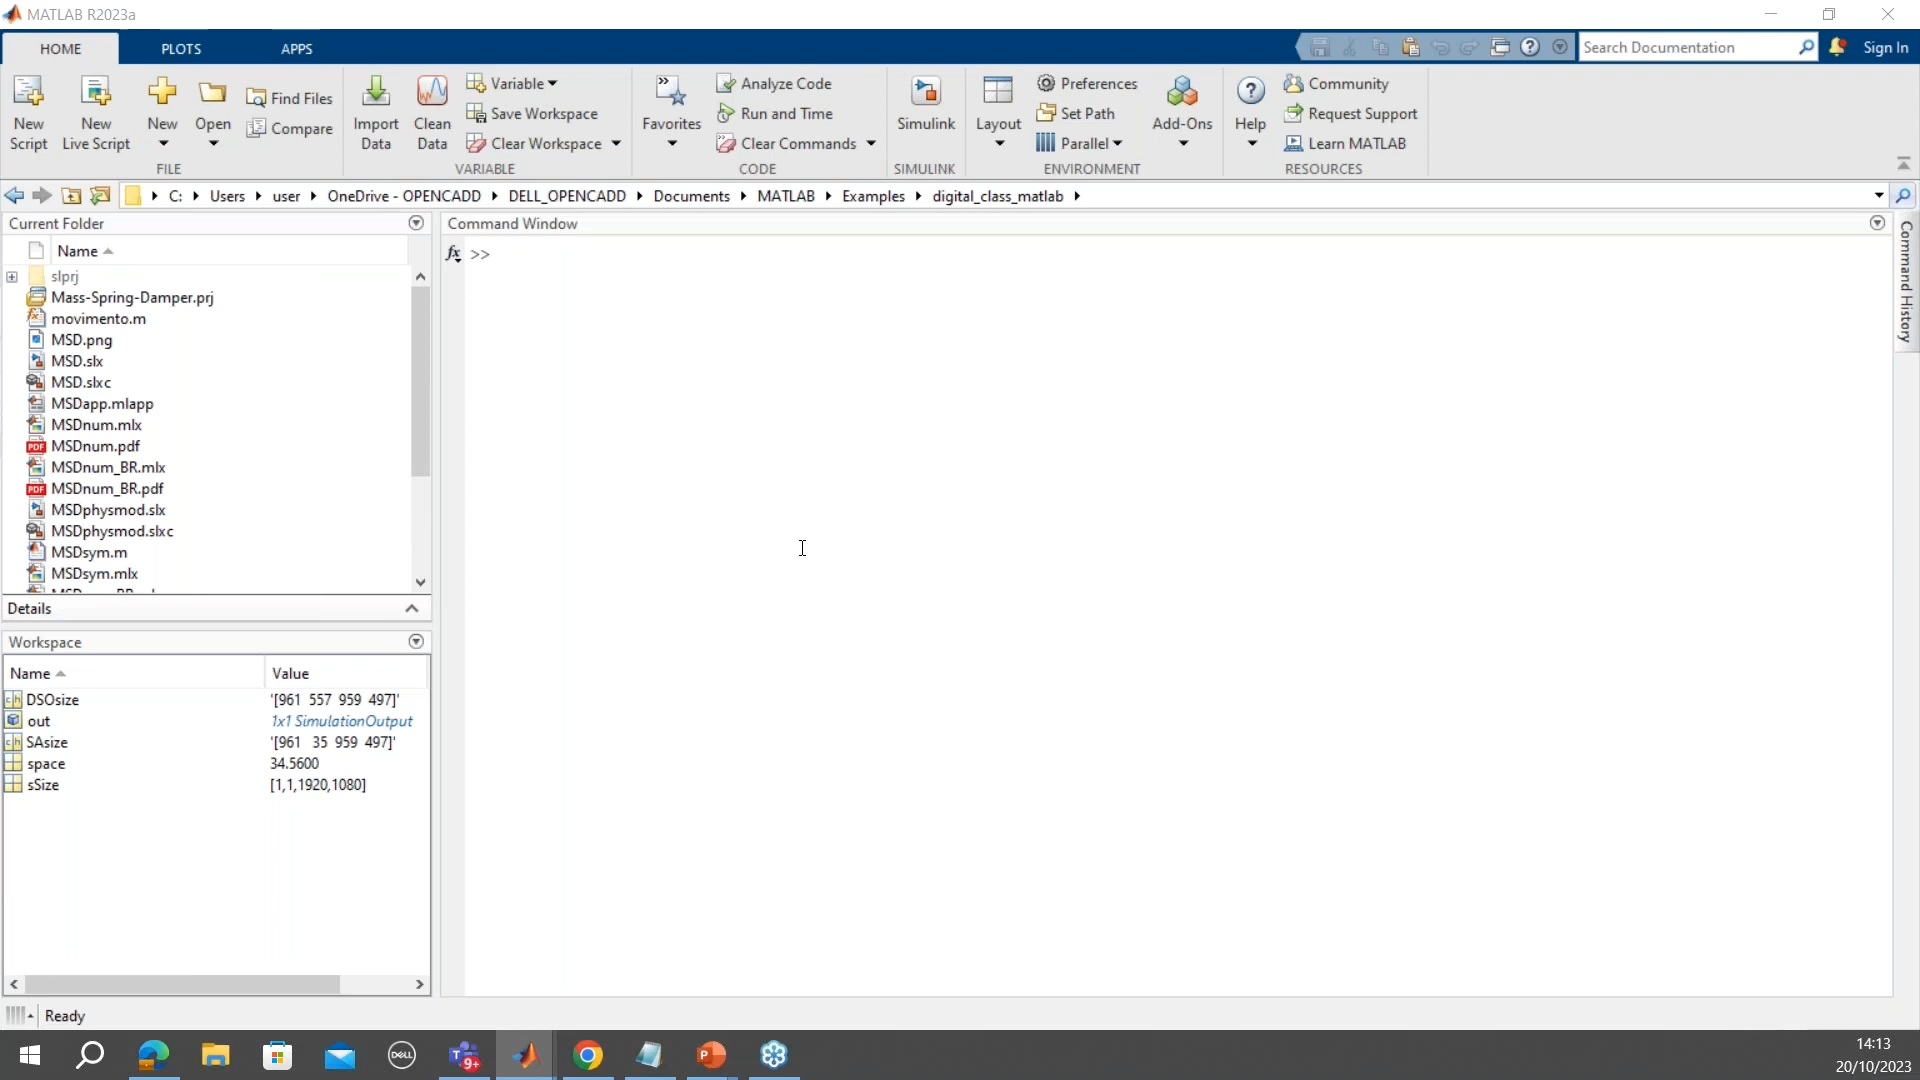 MATLAB R2023a
HOME PLOTS APPS
Search Documentation
Sign In
New Script
New Live Script
New
Open
Find Files
Compare
FILE
Import Data
Clean Data
Variable
Save Workspace
Clear Workspace
VARIABLE
Favorites
Analyze Code
Run and Time
Clear Commands
CODE
Simulink
SIMULINK
Layout
Preferences
Set Path
Parallel
Add-Ons
ENVIRONMENT
Help
Community
Request Support
Learn MATLAB
RESOURCES
C: Users user OneDrive - OPENCADD DELL_OPENCADD Documents MATLAB Examples digital_class_matlab
Current Folder
Name
slprj
Mass-Spring-Damper.prj
movimento.m
MSD.png
MSD.slx
MSD.slxc
MSDapp.mlapp
MSDnum.mlx
PDF MSDnum.pdf
MSDnum_BR.mlx
PDF MSDnum_BR.pdf
MSDphysmod.slx
MSDphysmod.slxc
MSDsym.m
MSDsym.mlx
Details
Workspace
Name Value
DSOsize '[961 557 959 497]'
out 1x1 SimulationOutput
SAsize '[961 35 959 497]'
space 34.5600
sSize [1,1,1920,1080]
Command Window
fx >>
Command History
Ready
DELL
9+
14:13
20/10/2023